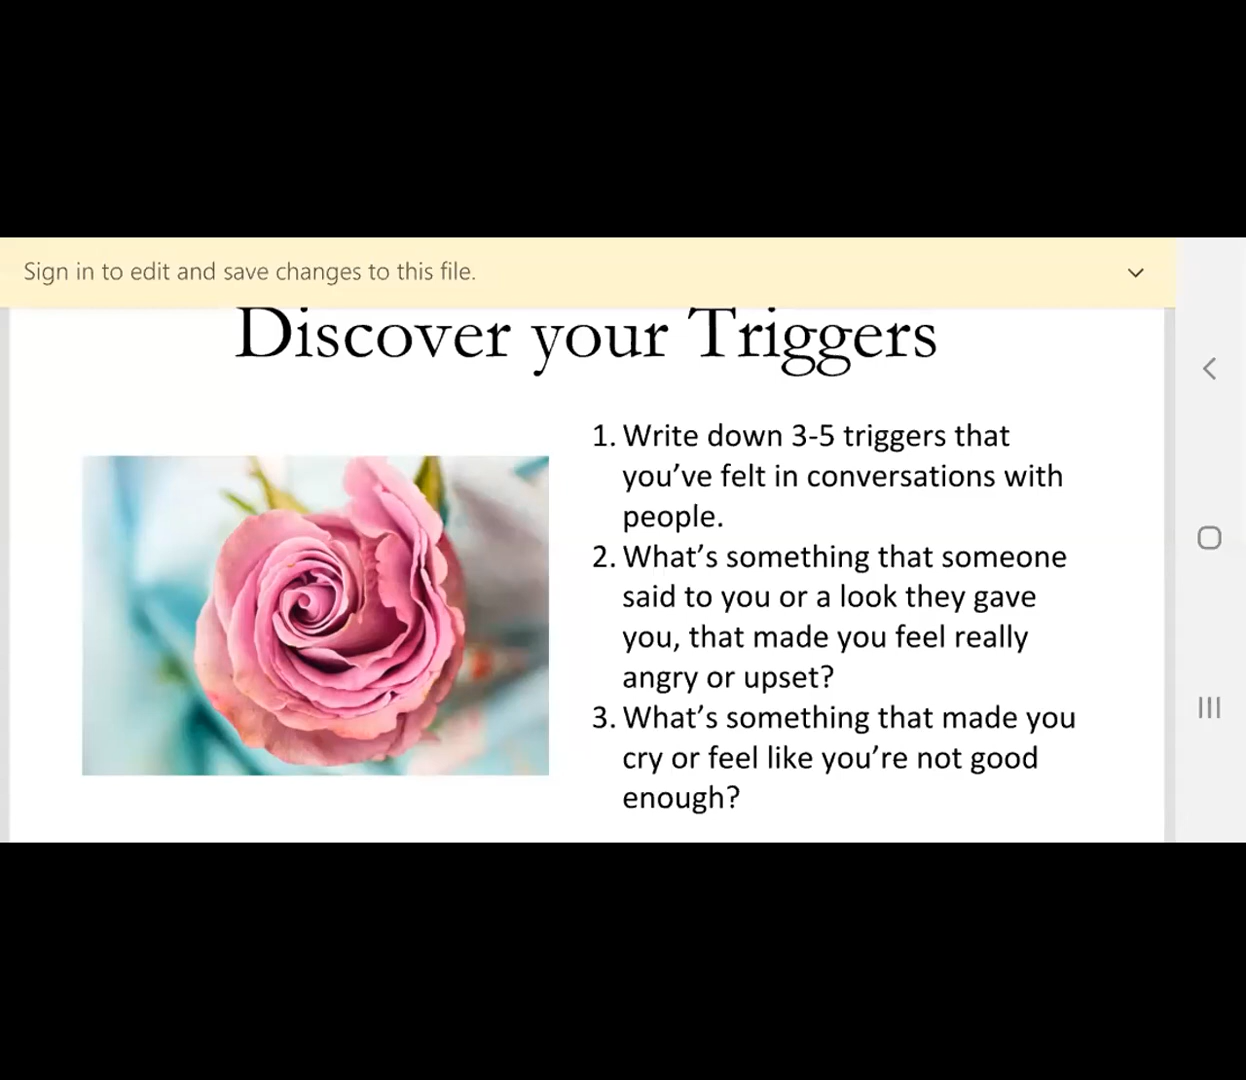 Sign in to edit and save changes to this file.
Discover your Triggers
1. Write down 3-5 triggers that
you’ve felt in conversations with
people.
2. What’s something that someone
said to you or a look they gave
you, that made you feel really
angry or upset?
3. What’s something that made you
cry or feel like you’re not good
enough?